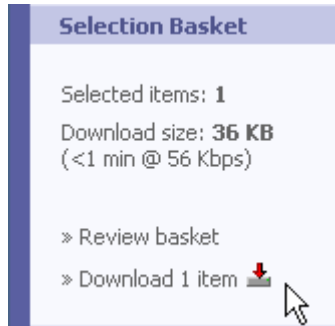 Selection Basket
Selected items: 1
Download size: 36 KB
(<1 min @ 56 Kbps)
» Review basket
» Download 1 item